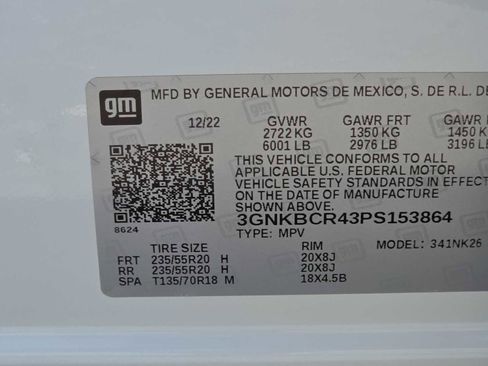 gm
MFD BY GENERAL MOTORS DE MEXICO, S. DE R.L. DE
12/22 GVWR GAWR FRT GAWR
2722 KG 1350 KG 1450 K
6001 LB 2976 LB 3196 LB
THIS VEHICLE CONFORMS TO ALL
APPLICABLE U.S. FEDERAL MOTOR
VEHICLE SAFETY STANDARDS IN EFFECT
ON THE DATE OF MANUFACTURE
SHOWN ABOVE.
8624
3GNKBCR43PS153864
TYPE: MPV MODEL: 341NK26
TIRE SIZE RIM
FRT 235/55R20 H 20X8J
RR 235/55R20 H 20X8J
SPA T135/70R18 M 18X4.5B